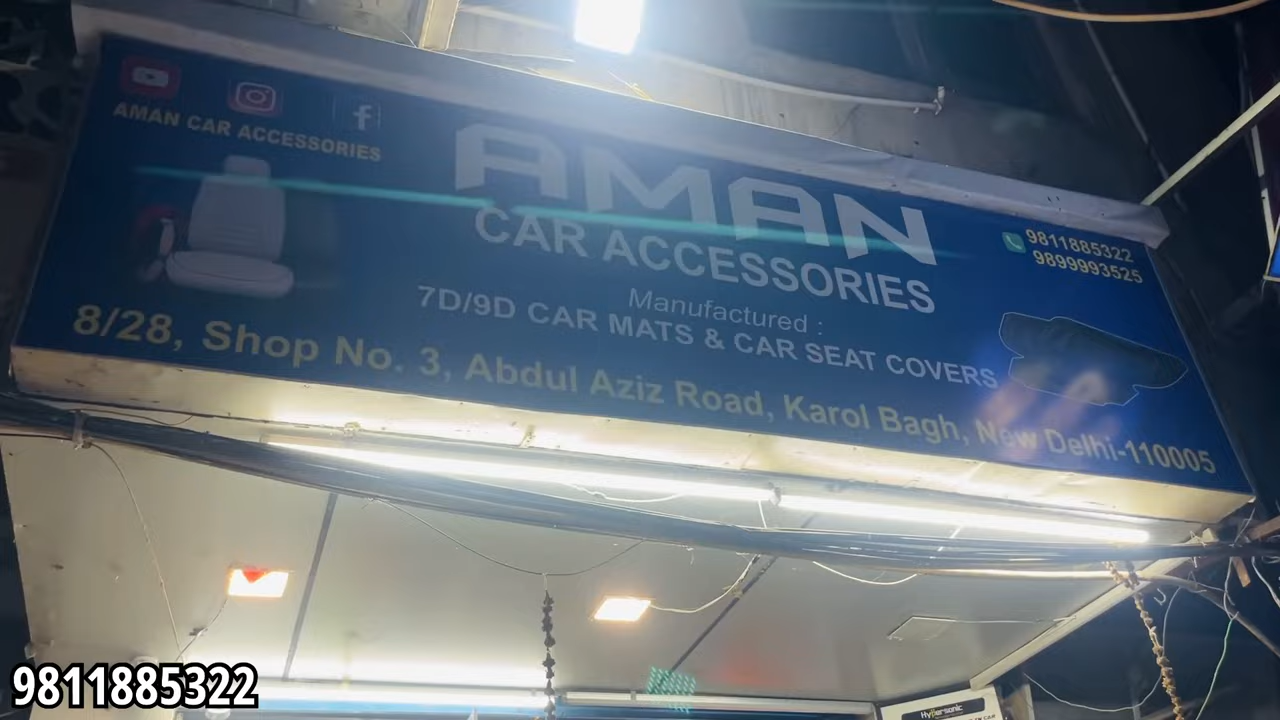 AMAN CAR ACCESSORIES
AMAN
CAR ACCESSORIES
9811885322
9899993525
Manufactured :
7D/9D CAR MATS & CAR SEAT COVERS
8/28, Shop No. 3, Abdul Aziz Road, Karol Bagh, New Delhi-110005
Hypersonic
9811885322